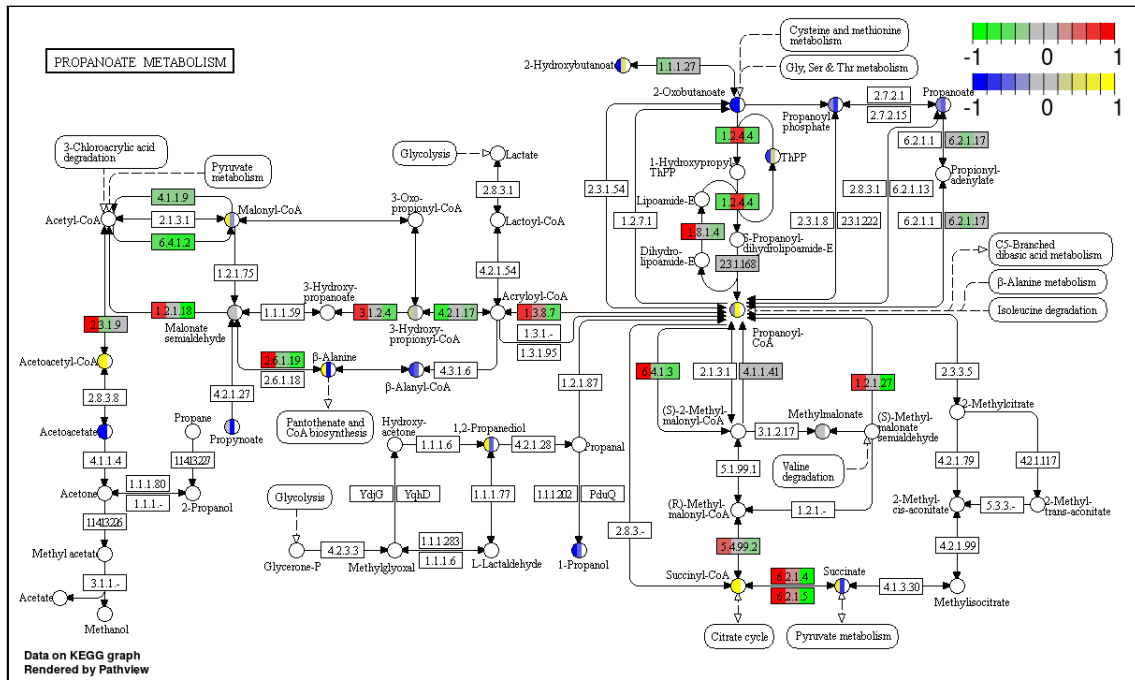 PROPANOATE METABOLISM
-1 0 1
-1 0 1
Cysteine and methionine
metabolism
Gly, Ser & Thr metabolism
2-Hydroxybutanoate
1.1.1.27
2-Oxobutanoate
Propanoyl
phosphate
2.7.2.1
2.7.2.15
Propanoate
3-Chloroacrylic acid
degradation
Pyruvate
metabolism
Glycolysis
Lactate
1.2.4.4
ThPP
6.2.1.1
6.2.1.17
1-Hydroxypropyl-
ThPP
Propionyl-
adenylate
4.1.1.9
Acetyl-CoA
2.1.3.1
Malonyl-CoA
6.4.1.2
3-Oxo-
propionyl-CoA
2.8.3.1
Lactoyl-CoA
2.3.1.54
1.2.7.1
Lipoamide-E
1.2.4.4
1.8.1.4
Dihydro-
lipoamide-E
S-Propanoyl-
dihydrolipoamide-E
2.3.1.168
2.3.1.8
2.3.1.222
2.8.3.1
6.2.1.13
6.2.1.1
6.2.1.17
C5-Branched
dibasic acid metabolism
β-Alanine metabolism
Isoleucine degradation
1.2.1.75
4.2.1.54
3-Hydroxy-
propanoate
1.2.1.18
Malonate
semialdehyde
1.1.1.59
3.1.2.4
3-Hydroxy-
propionyl-CoA
4.2.1.17
Acryloyl-CoA
1.3.8.7
1.3.1.-
1.3.1.95
Propanoyl-
CoA
2.3.1.9
Acetoacetyl-CoA
2.6.1.19
2.6.1.18
β-Alanine
β-Alanyl-CoA
4.3.1.6
1.2.1.87
6.4.1.3
2.1.3.1
4.1.1.41
1.2.1.27
2.3.3.5
2.8.3.8
4.2.1.27
Propynoate
Pantothenate and
CoA biosynthesis
Propane
Acetoacetate
Hydroxy-
acetone
1.1.1.6
1,2-Propanediol
4.2.1.28
Propanal
(S)-2-Methyl-
malonyl-CoA
3.1.2.17
Methylmalonate
(S)-Methyl-
malonate
semialdehyde
2-Methylcitrate
4.1.1.4
1.14.13.227
Valine
degradation
5.1.99.1
4.2.1.79
4.2.1.117
Acetone
1.1.1.80
1.1.1.-
2-Propanol
Glycolysis
YdjG
YqhD
1.1.1.77
1.1.1.202
PduQ
(R)-Methyl-
malonyl-CoA
1.2.1.-
2-Methyl-
cis-aconitate
5.3.3.-
2-Methyl-
trans-aconitate
1.14.13.226
2.8.3.-
Methyl acetate
Glycerone-P
4.2.3.3
Methylglyoxal
1.1.1.283
1.1.1.6
L-Lactaldehyde
1-Propanol
5.4.99.2
4.2.1.99
3.1.1.-
Acetate
Methanol
Succinyl-CoA
6.2.1.4
6.2.1.5
Succinate
4.1.3.30
Methylisocitrate
Citrate cycle
Pyruvate metabolism
Data on KEGG graph
Rendered by Pathview